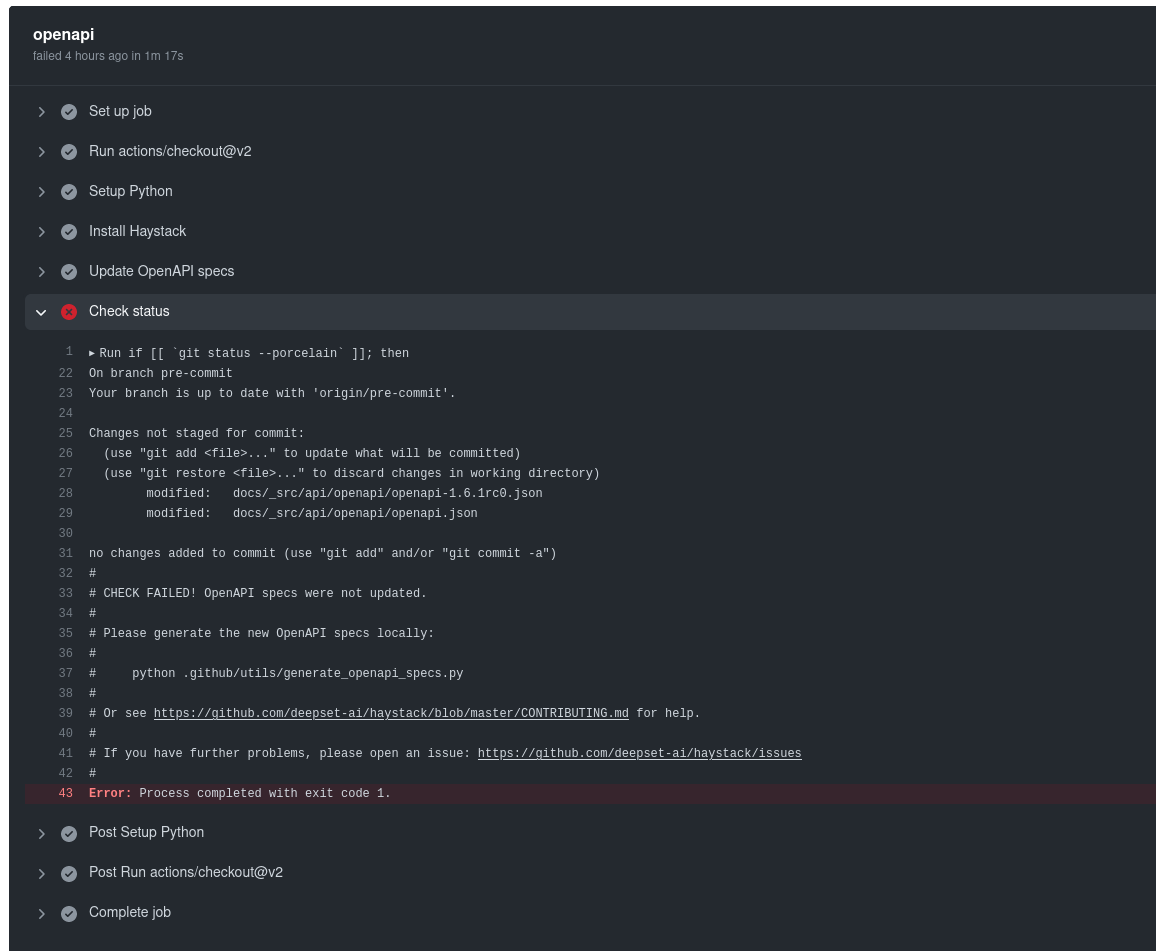 openapi
failed 4 hours ago in 1m 17s
Set up job
Run actions/checkout@v2
Setup Python
Install Haystack
Update OpenAPI specs
Check status
1 ▶ Run if [[ `git status --porcelain` ]]; then
22 On branch pre-commit
23 Your branch is up to date with 'origin/pre-commit'.
24
25 Changes not staged for commit:
26   (use "git add <file>..." to update what will be committed)
27   (use "git restore <file>..." to discard changes in working directory)
28         modified:   docs/_src/api/openapi/openapi-1.6.1rc0.json
29         modified:   docs/_src/api/openapi/openapi.json
30
31 no changes added to commit (use "git add" and/or "git commit -a")
32 #
33 # CHECK FAILED! OpenAPI specs were not updated.
34 #
35 # Please generate the new OpenAPI specs locally:
36 #
37 #     python .github/utils/generate_openapi_specs.py
38 #
39 # Or see https://github.com/deepset-ai/haystack/blob/master/CONTRIBUTING.md for help.
40 #
41 # If you have further problems, please open an issue: https://github.com/deepset-ai/haystack/issues
42 #
43 Error: Process completed with exit code 1.
Post Setup Python
Post Run actions/checkout@v2
Complete job